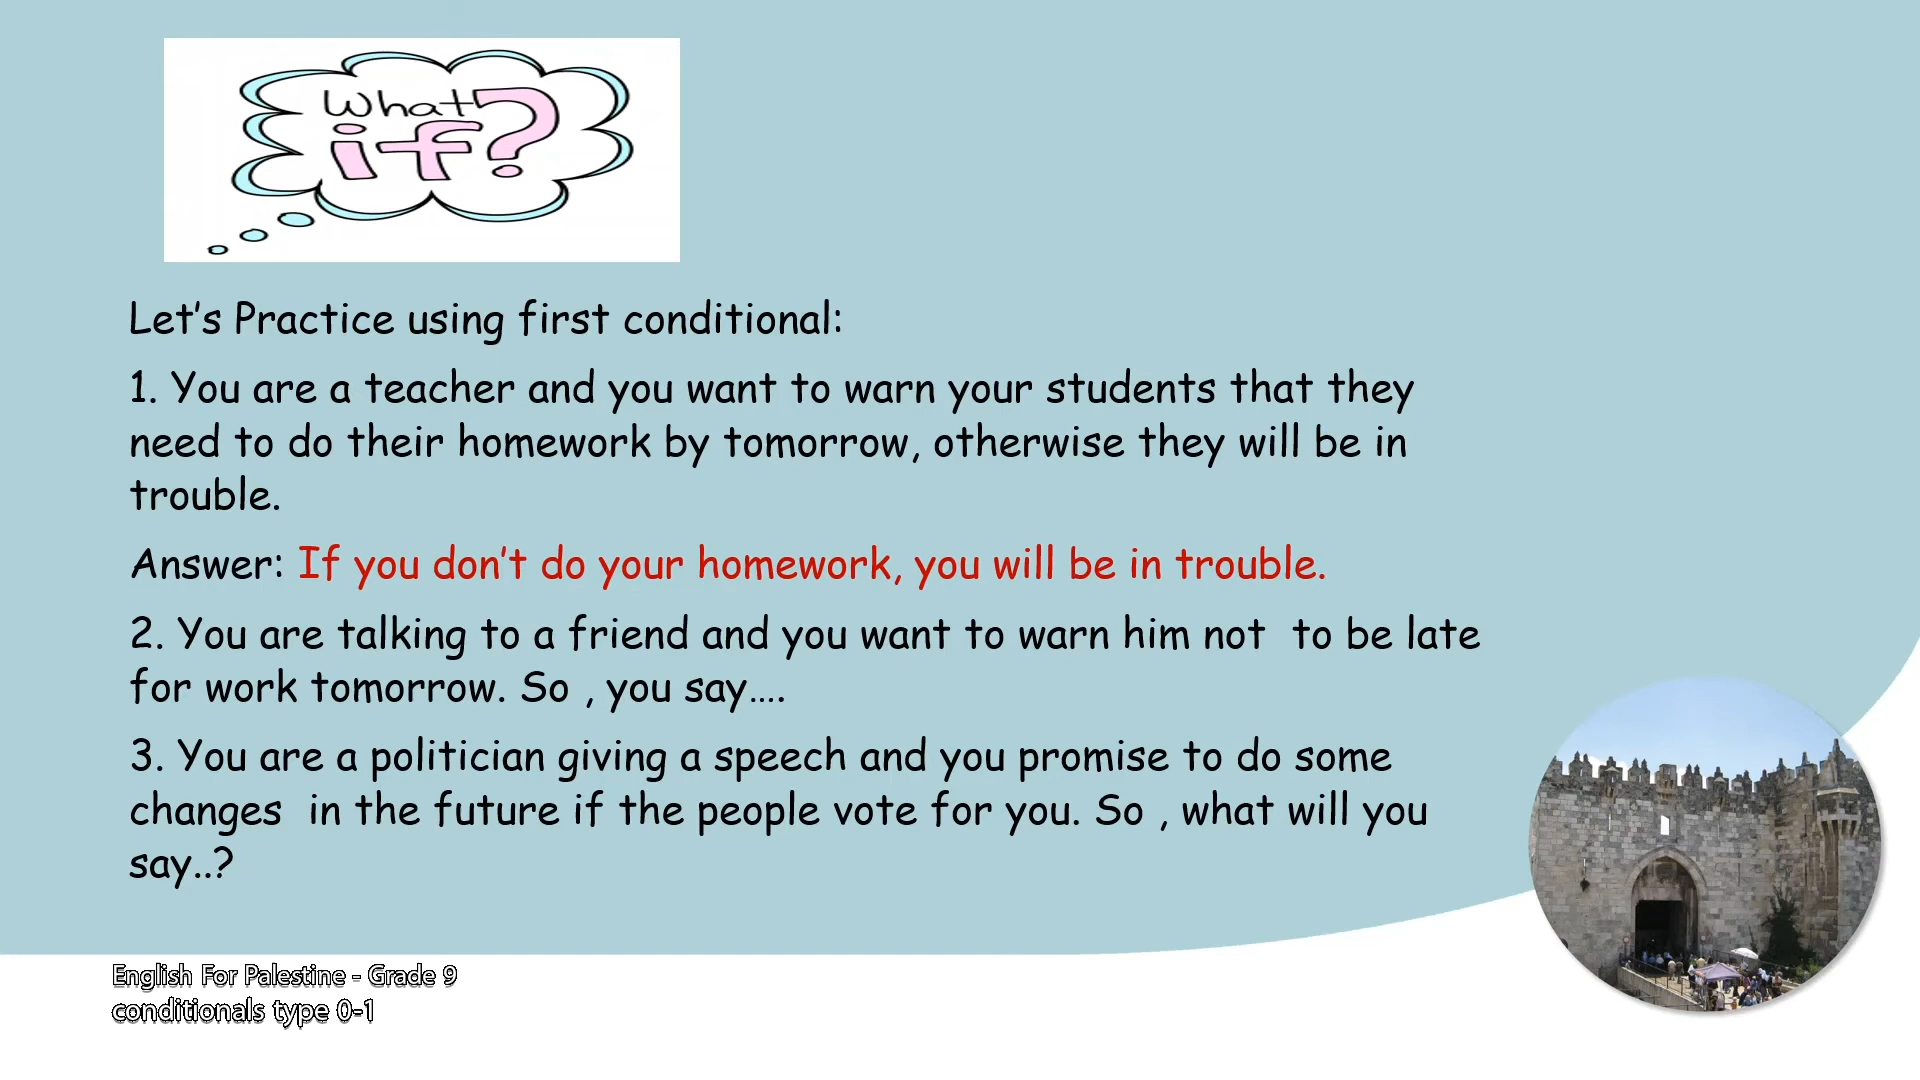 What
if?
Let’s Practice using first conditional:
1. You are a teacher and you want to warn your students that they
need to do their homework by tomorrow, otherwise they will be in
trouble.
Answer: If you don’t do your homework, you will be in trouble.
2. You are talking to a friend and you want to warn him not  to be late
for work tomorrow. So , you say….
3. You are a politician giving a speech and you promise to do some
changes  in the future if the people vote for you. So , what will you
say..?
English For Palestine - Grade 9
conditionals type 0-1